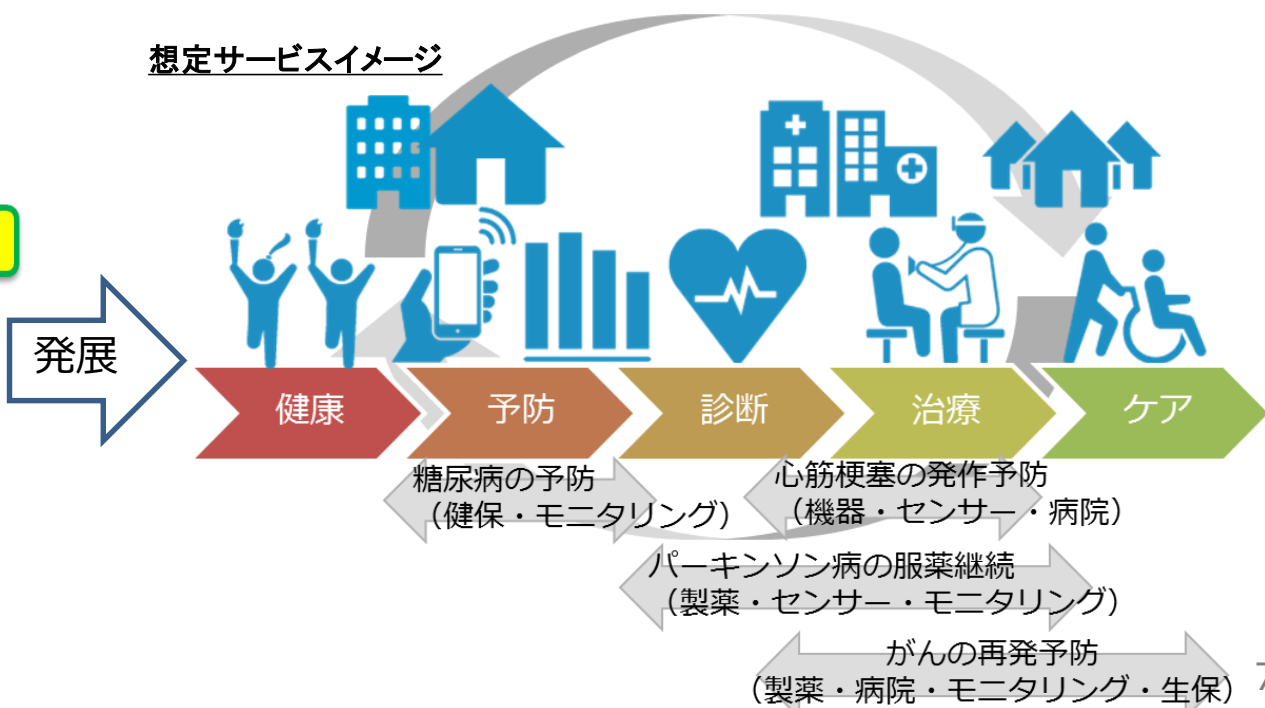 想定サービスイメージ
発展
健康
予防
診断
治療
ケア
糖尿病の予防
（健保・モニタリング）
心筋梗塞の発作予防
（機器・センサー・病院）
パーキンソン病の服薬継続
（製薬・センサー・モニタリング）
がんの再発予防
（製薬・病院・モニタリング・生保）